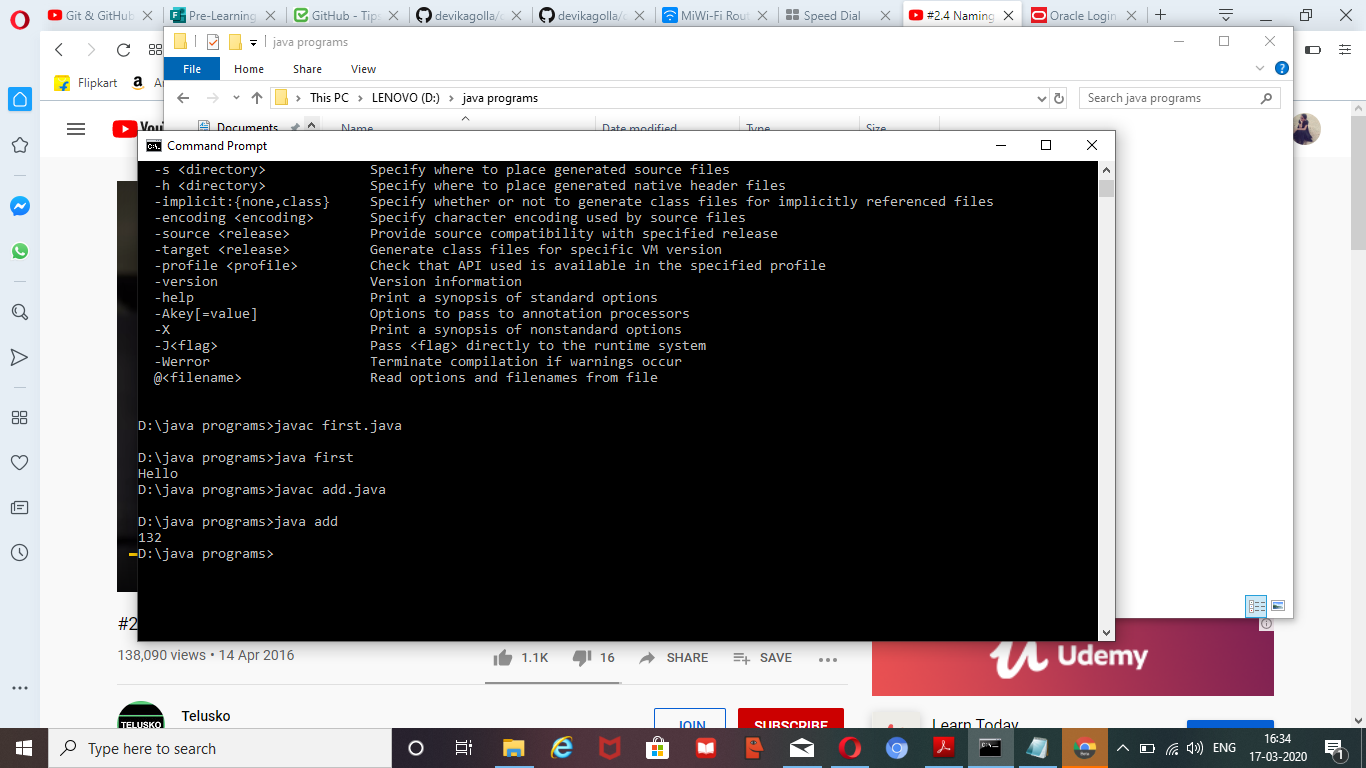 Git & GitHub
Pre-Learning
GitHub - Tips
devikagolla/
devikagolla/
MiWi-Fi Rout
Speed Dial
#2.4 Naming
Oracle Login
java programs
File
Home
Share
View
Flipkart
This PC
LENOVO (D:)
java programs
Search java programs
Documents
Name
Date modified
Type
Size
Command Prompt
-s <directory> Specify where to place generated source files
-h <directory> Specify where to place generated native header files
-implicit:{none,class} Specify whether or not to generate class files for implicitly referenced files
-encoding <encoding> Specify character encoding used by source files
-source <release> Provide source compatibility with specified release
-target <release> Generate class files for specific VM version
-profile <profile> Check that API used is available in the specified profile
-version Version information
-help Print a synopsis of standard options
-Akey[=value] Options to pass to annotation processors
-X Print a synopsis of nonstandard options
-J<flag> Pass <flag> directly to the runtime system
-Werror Terminate compilation if warnings occur
@<filename> Read options and filenames from file
D:\java programs>javac first.java
D:\java programs>java first
Hello
D:\java programs>javac add.java
D:\java programs>java add
132
D:\java programs>
#2
138,090 views • 14 Apr 2016
1.1K
16
SHARE
SAVE
Udemy
TELUSKO
Telusko
JOIN
SUBSCRIBE
Learn Today
Type here to search
ENG
16:34
17-03-2020
1